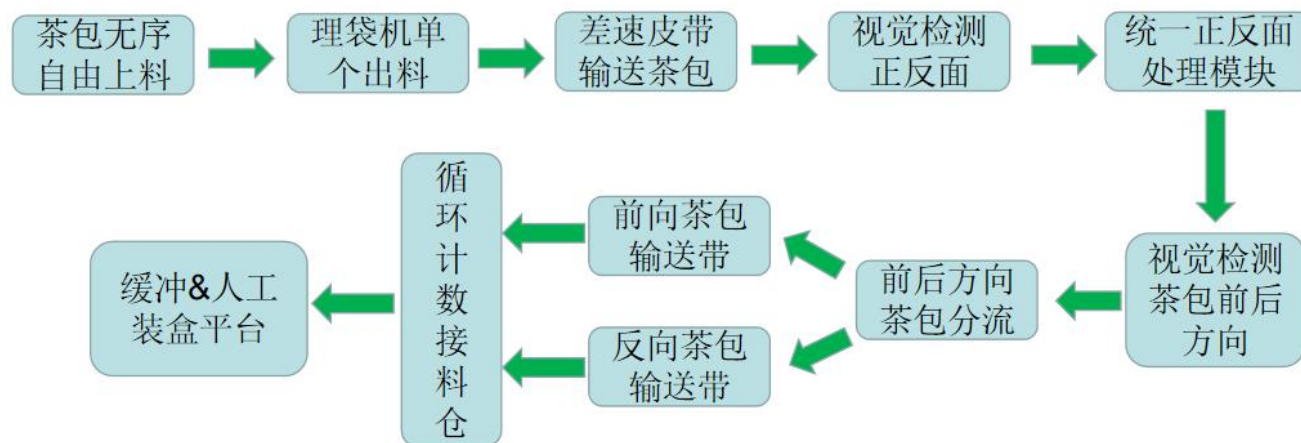 茶包无序
自由上料
理袋机单
个出料
差速皮带
输送茶包
视觉检测
正反面
统一正反面
处理模块
视觉检测
茶包前后
方向
前后方向
茶包分流
前向茶包
输送带
反向茶包
输送带
循
环
计
数
接
料
仓
缓冲&人工
装盒平台